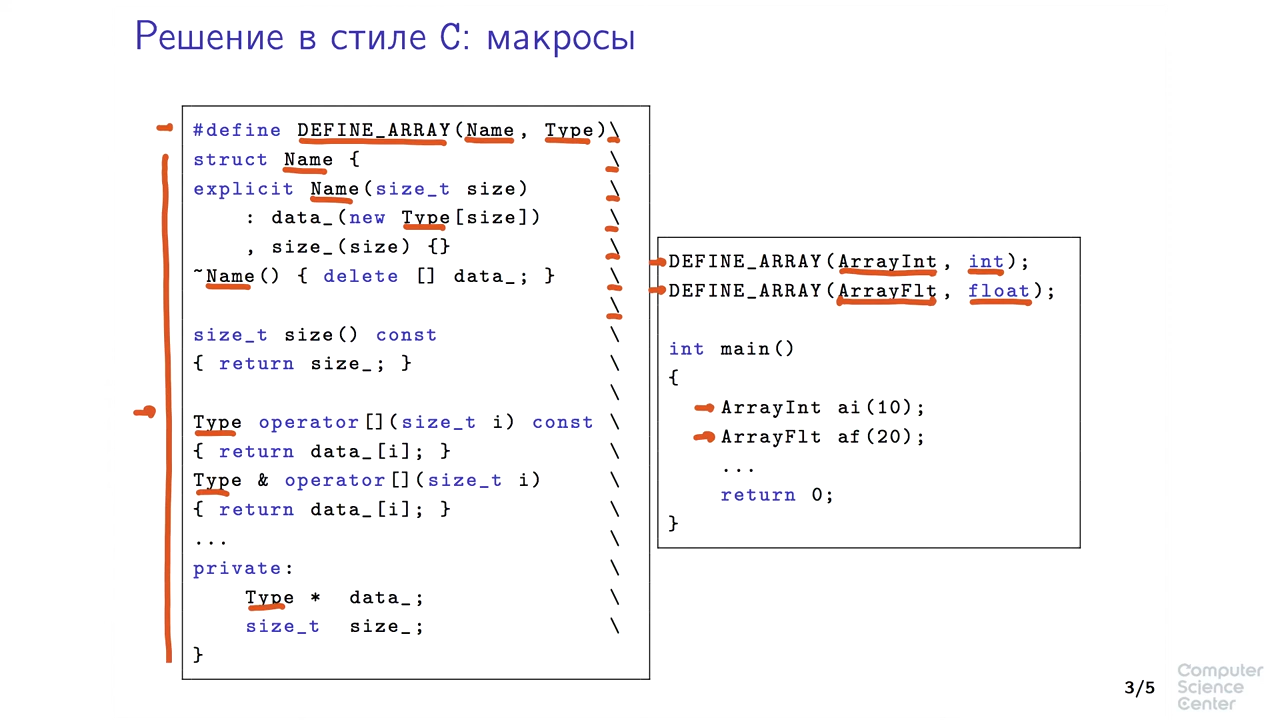 Решение в стиле C: макросы
#define DEFINE_ARRAY(Name, Type)\
struct Name {                   \
explicit Name(size_t size)      \
    : data_(new Type[size])     \
    , size_(size) {}            \
~Name() { delete [] data_; }    \
                                \
size_t size() const             \
{ return size_; }               \
                                \
Type operator[](size_t i) const \
{ return data_[i]; }            \
Type & operator[](size_t i)     \
{ return data_[i]; }            \
...                             \
private:                        \
    Type *  data_;              \
    size_t  size_;              \
}
DEFINE_ARRAY(ArrayInt, int);
DEFINE_ARRAY(ArrayFlt, float);
int main()
{
    ArrayInt ai(10);
    ArrayFlt af(20);
    ...
    return 0;
}
3/5
Computer
Science
Center